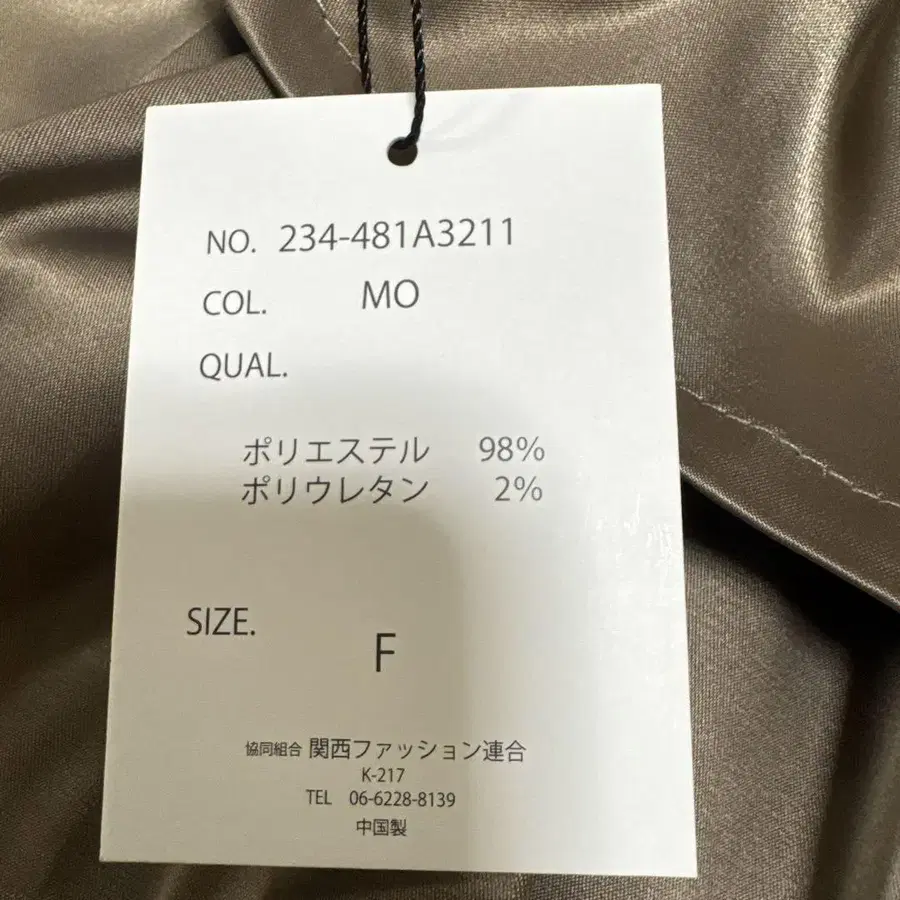 NO. 234-481A3211
COL. MO
QUAL.
ポリエステル 98%
ポリウレタン 2%
SIZE.
F
協同組合 関西ファッション連合
K-217
TEL 06-6228-8139
中国製